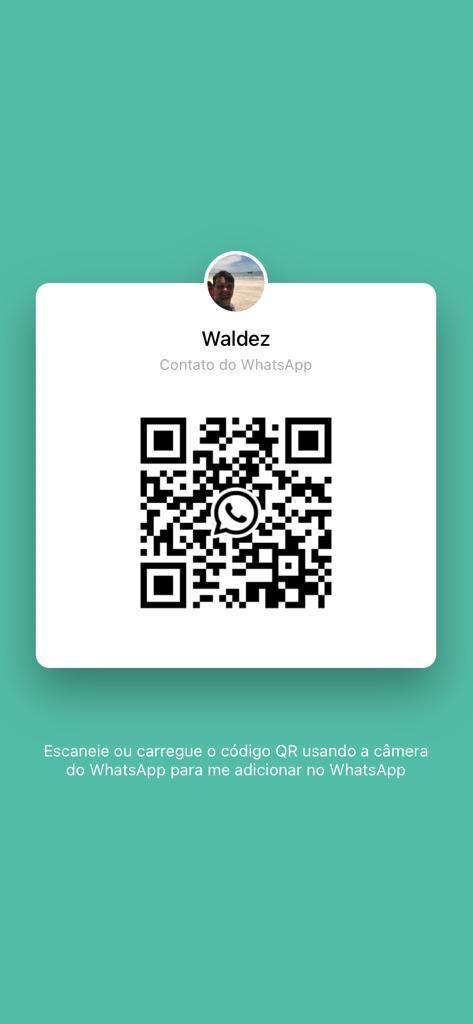 Waldez
Contato do WhatsApp
Escaneie ou carregue o código QR usando a câmera
do WhatsApp para me adicionar no WhatsApp